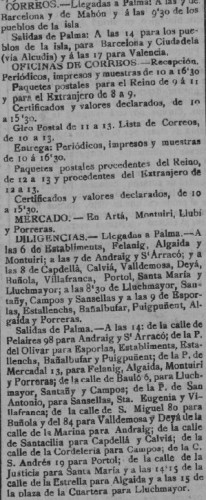 CORREOS.—Llegadas a Palma: A las 7 de
Barcelona y de Mahón y á las 9'30 de los
pueblos de la isla
Salidas de Palma: A las 14 para los pue-
blos de la isla, para Barcelona y Ciudadela
(vía Alcudia) y á las 17 para Valencia.
OFICINAS DE CORREOS.—Recepción.
Periódicos, impresos y muestras de 10 a 16'30
Paquetes postales para el Reino de 9 á 11
y para el Extranjero de 8 a 9.
Certificados y valores declarados, de 10
a 15'30.
Giro Postal de 11 a 13. Lista de Correos,
de 10 a 13.
Entrega: Periódicos, impresos y muestras
de 10 á 16'30.
Paqueres postales procedentes del Reino,
de 12 a 13 y procedentes del Extranjero de
12 a 13.
Certificados y valores declarados, de 10
a 15'30.
MERCADO.—En Artá, Montuiri, Llubí
y Porreras.
DILIGENCIAS.—Llegadas a Palma.—A
las 6 de Establiments, Felanig, Algaida y
Montuiri; a las 7 de Andraig y S'Arracó; y a
las 8 de Capdellá, Calviá, Valldemosa, Deyá,
Buñola, Villafranca, Portol, Santa María y
Lluchmayor; a las 8'30 de Lluchmayor, San-
tañy, Campos y Sansellas y a las 9 de Espor-
las, Estallenchs, Bañalbufar, Puigpuñent, Al-
gaida y Porreras.
Salidas de Palma.—A las 14: de la calle de
Pelaires 98 para Andraig y S'Arracó; de la P.
del Olivar para Esporlas, Establiments, Esta-
llenchs, Bañalbufar y Puigpuñent; de la P. de
Mercadal 13, para Felanig, Algaida, Montuiri
y Porreras; de la calle de Bauló 6, para Lluch-
mayor, Santañy y Campos; de la P. de San
Antonio, para Sansellas, Sta. Eugenia y Vi-
llafranca; de la calle de S. Miguel 80 para
Buñola y del 84 para Valldemosa y Deyá de la
calle de la Marina para Andraig; de la calle
de Santacilia para Capdellá y Calviá; de la
calle de la Cordelería para Campos; de la C.
S. Andrés 10 para Portol; de la calle de la
Justicia para Santa María y a las 14'15 de la
calle de la Estrella para Algaida y a las 15 de
la plaza de la Cuartera para Lluchmayor.